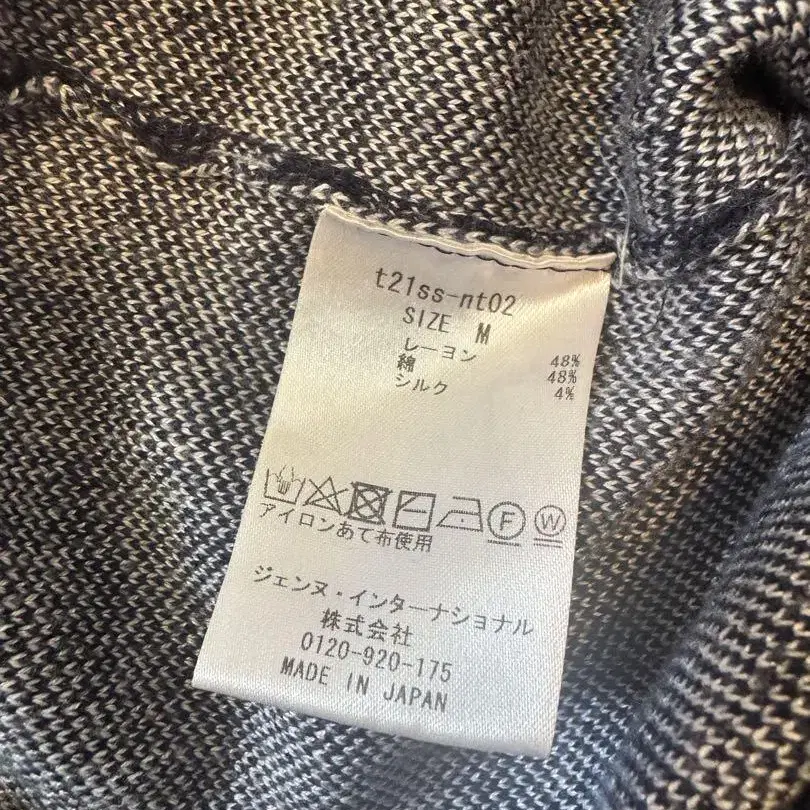 t21ss-nt02
SIZE M
レーヨン 48%
綿 48%
シルク 4%
F W
アイロンあて布使用
ジェンヌ・インターナショナル
株式会社
0120-920-175
MADE IN JAPAN